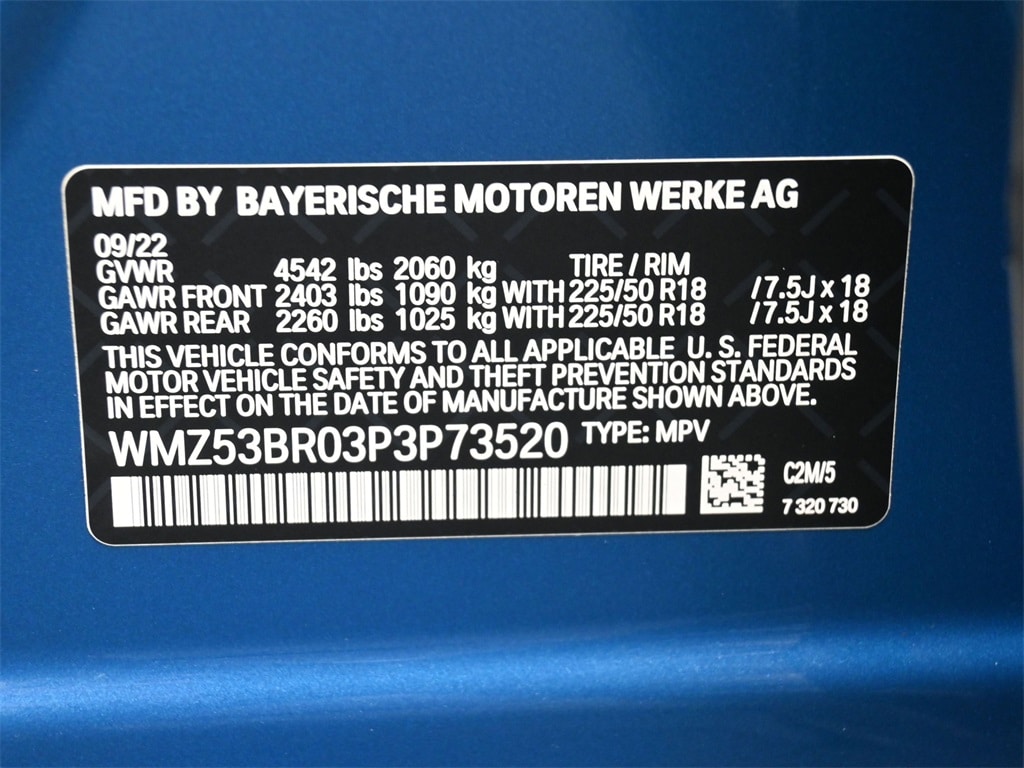 MFD BY BAYERISCHE MOTOREN WERKE AG
09/22
GVWR 4542 lbs 2060 kg TIRE / RIM
GAWR FRONT 2403 lbs 1090 kg WITH 225/50 R18 / 7.5J x 18
GAWR REAR 2260 lbs 1025 kg WITH 225/50 R18 / 7.5J x 18
THIS VEHICLE CONFORMS TO ALL APPLICABLE U. S. FEDERAL
MOTOR VEHICLE SAFETY AND THEFT PREVENTION STANDARDS
IN EFFECT ON THE DATE OF MANUFACTURE SHOWN ABOVE.
WMZ53BR03P3P73520 TYPE: MPV
C2M/5
7 320 730